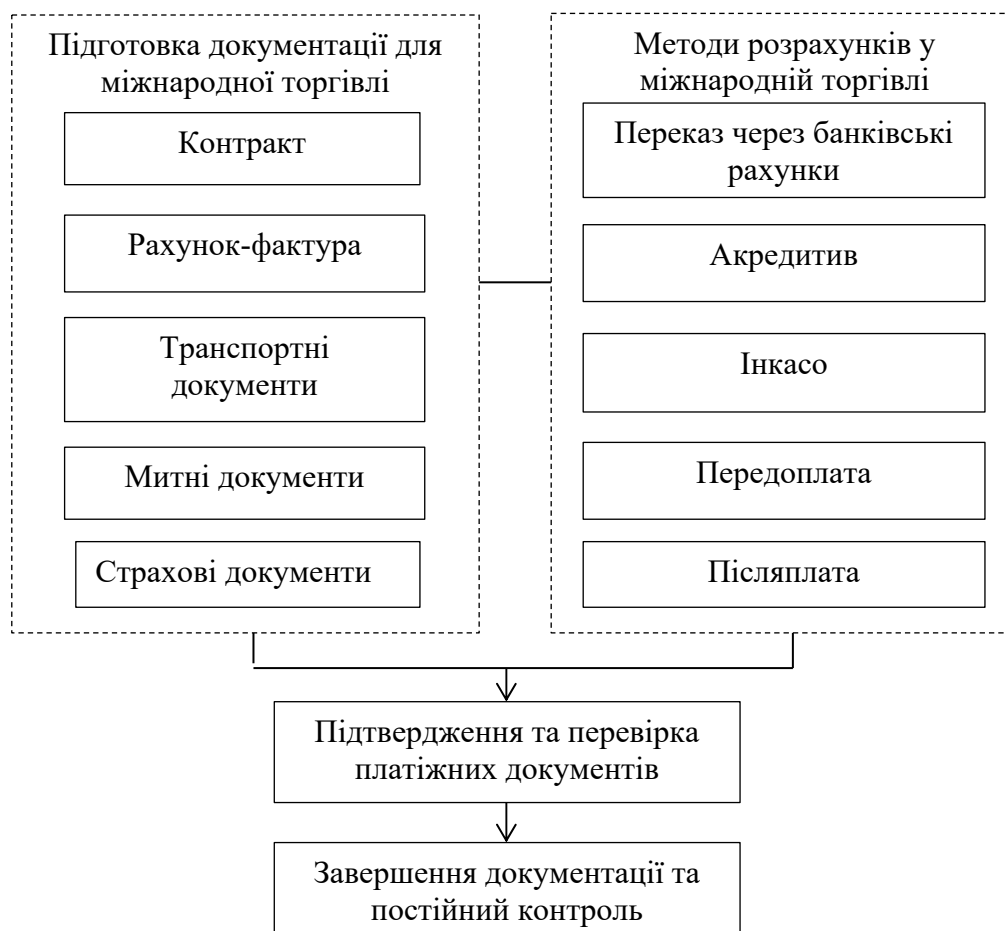 Підготовка документації для
міжнародної торгівлі
Контракт
Рахунок-фактура
Транспортні
документи
Митні документи
Страхові документи
Методи розрахунків у
міжнародній торгівлі
Переказ через банківські
рахунки
Акредитив
Інкасо
Передоплата
Післяплата
Підтвердження та перевірка
платіжних документів
Завершення документації та
постійний контроль